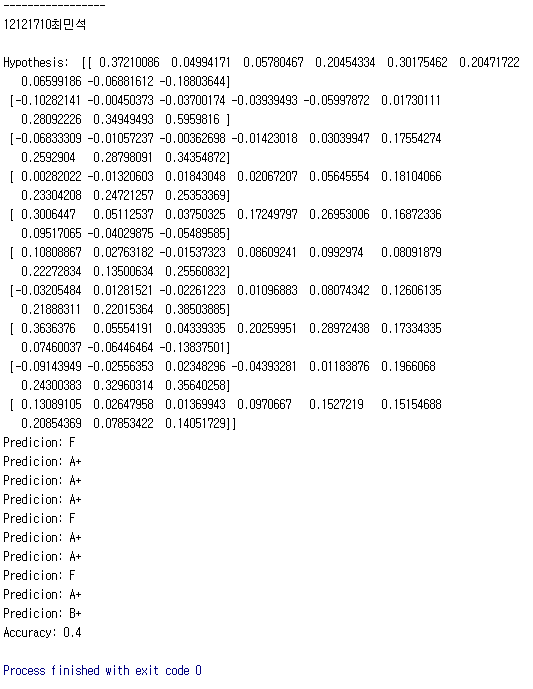 -----------------
12121710최민석
Hypothesis:  [[ 0.37210086  0.04994171  0.05780467  0.20454334  0.30175462  0.20471722
   0.06599186 -0.06881612 -0.18803644]
 [-0.10282141 -0.00450373 -0.03700174 -0.03939493 -0.05997872  0.01730111
   0.28092226  0.34949493  0.5959816 ]
 [-0.06833309 -0.01057237 -0.00362698 -0.01423018  0.03039947  0.17554274
   0.2592904   0.28798091  0.34354872]
 [ 0.00282022 -0.01320603  0.01843048  0.02067207  0.05645554  0.18104066
   0.23304208  0.24721257  0.25353369]
 [ 0.3006447   0.05112537  0.03750325  0.17249797  0.26953006  0.16872336
   0.09517065 -0.04029875 -0.05489585]
 [ 0.10808867  0.02763182 -0.01537323  0.08609241  0.0992974   0.08091879
   0.22272834  0.13500634  0.25560832]
 [-0.03205484  0.01281521 -0.02261223  0.01096883  0.08074342  0.12606135
   0.21888311  0.22015364  0.38503885]
 [ 0.3636376   0.05554191  0.04339335  0.20259951  0.28972438  0.17334335
   0.07460037 -0.06446464 -0.13837501]
 [-0.09143949 -0.02556353  0.02348296 -0.04393281  0.01183876  0.1966068
   0.24300383  0.32960314  0.35640258]
 [ 0.13089105  0.02647958  0.01369943  0.0970667   0.1527219   0.15154688
   0.20854369  0.07853422  0.14051729]]
Predicion: F
Predicion: A+
Predicion: A+
Predicion: A+
Predicion: F
Predicion: A+
Predicion: A+
Predicion: F
Predicion: A+
Predicion: B+
Accuracy: 0.4
Process finished with exit code 0